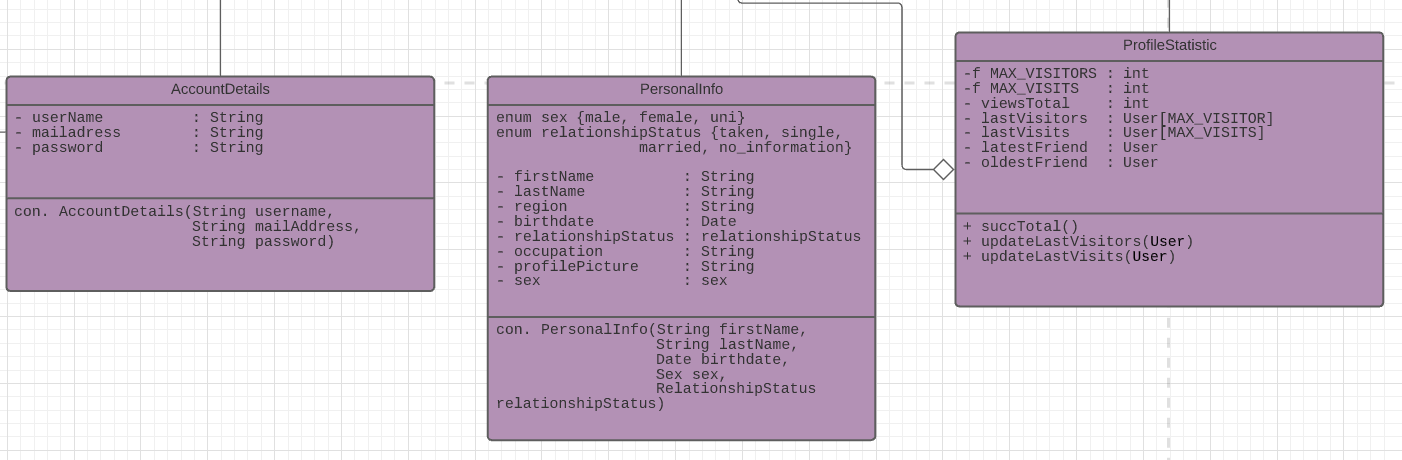 AccountDetails
- userName          : String
- mailadress        : String
- password          : String
con. AccountDetails(String username,
                    String mailAddress,
                    String password)
PersonalInfo
enum sex {male, female, uni}
enum relationshipStatus {taken, single,
                married, no_information}
- firstName          : String
- lastName           : String
- region             : String
- birthdate          : Date
- relationshipStatus : relationshipStatus
- occupation         : String
- profilePicture     : String
- sex                : sex
con. PersonalInfo(String firstName,
                  String lastName,
                  Date birthdate,
                  Sex sex,
                  RelationshipStatus
relationshipStatus)
ProfileStatistic
-f MAX_VISITORS : int
-f MAX_VISITS   : int
- viewsTotal    : int
- lastVisitors  : User[MAX_VISITOR]
- lastVisits    : User[MAX_VISITS]
- latestFriend  : User
- oldestFriend  : User
+ succTotal()
+ updateLastVisitors(User)
+ updateLastVisits(User)